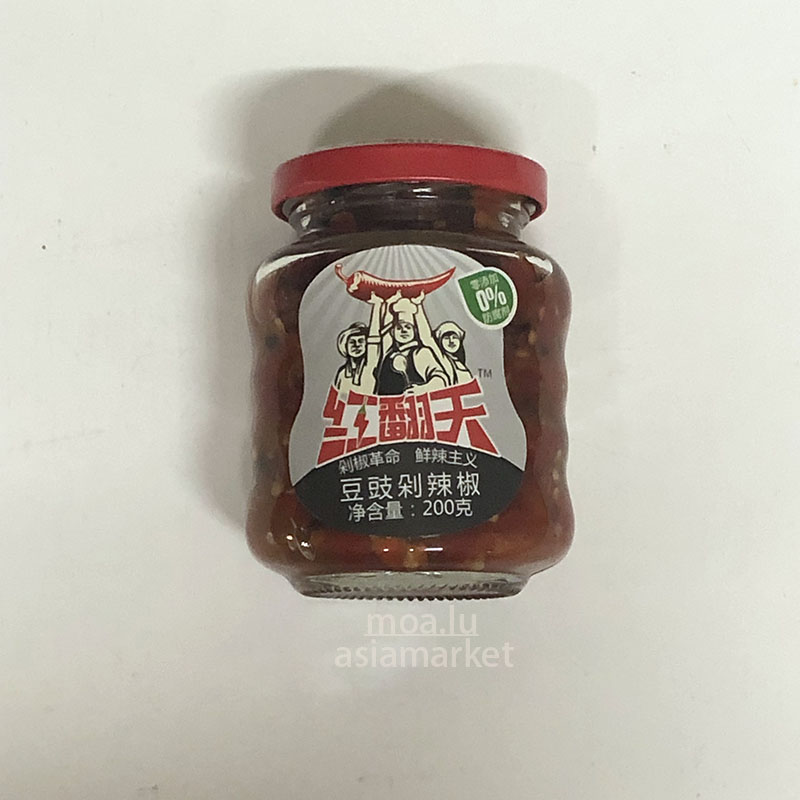 零添加
0%
防腐剂
TM
红翻天
剁椒革命 鲜辣主义
豆豉剁辣椒
净含量：200克
moa.lu
asiamarket